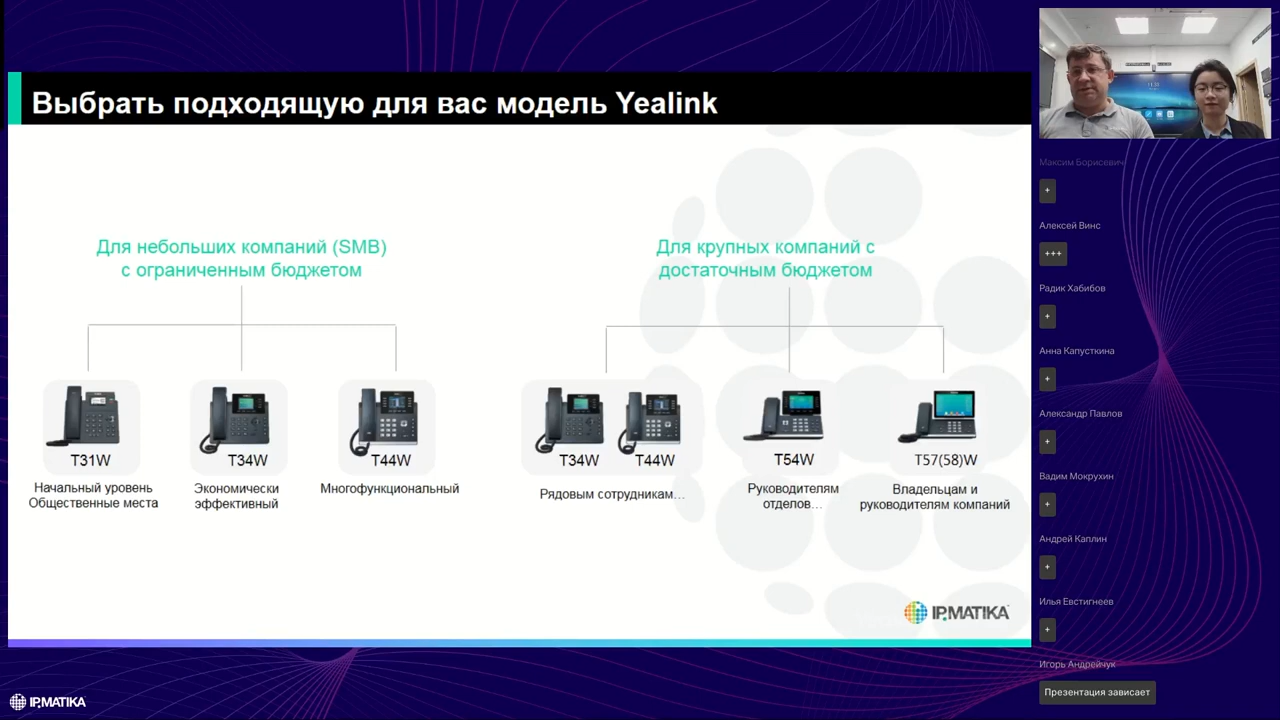 Выбрать подходящую для вас модель Yealink
Для небольших компаний (SMB)
с ограниченным бюджетом
T31W
Начальный уровень
Общественные места
T34W
Экономически
эффективный
T44W
Многофункциональный
Для крупных компаний с
достаточным бюджетом
T34W
T44W
Рядовым сотрудникам...
T54W
Руководителям
отделов...
T57(58)W
Владельцам и
руководителям компаний
IP.MATIKA
IP.MATIKA
Максим Борисевич
+
Алексей Винс
+++
Радик Хабибов
+
Анна Капусткина
+
Александр Павлов
+
Вадим Мокрухин
+
Андрей Каплин
+
Илья Евстигнеев
+
Игорь Андрейчук
Презентация зависает